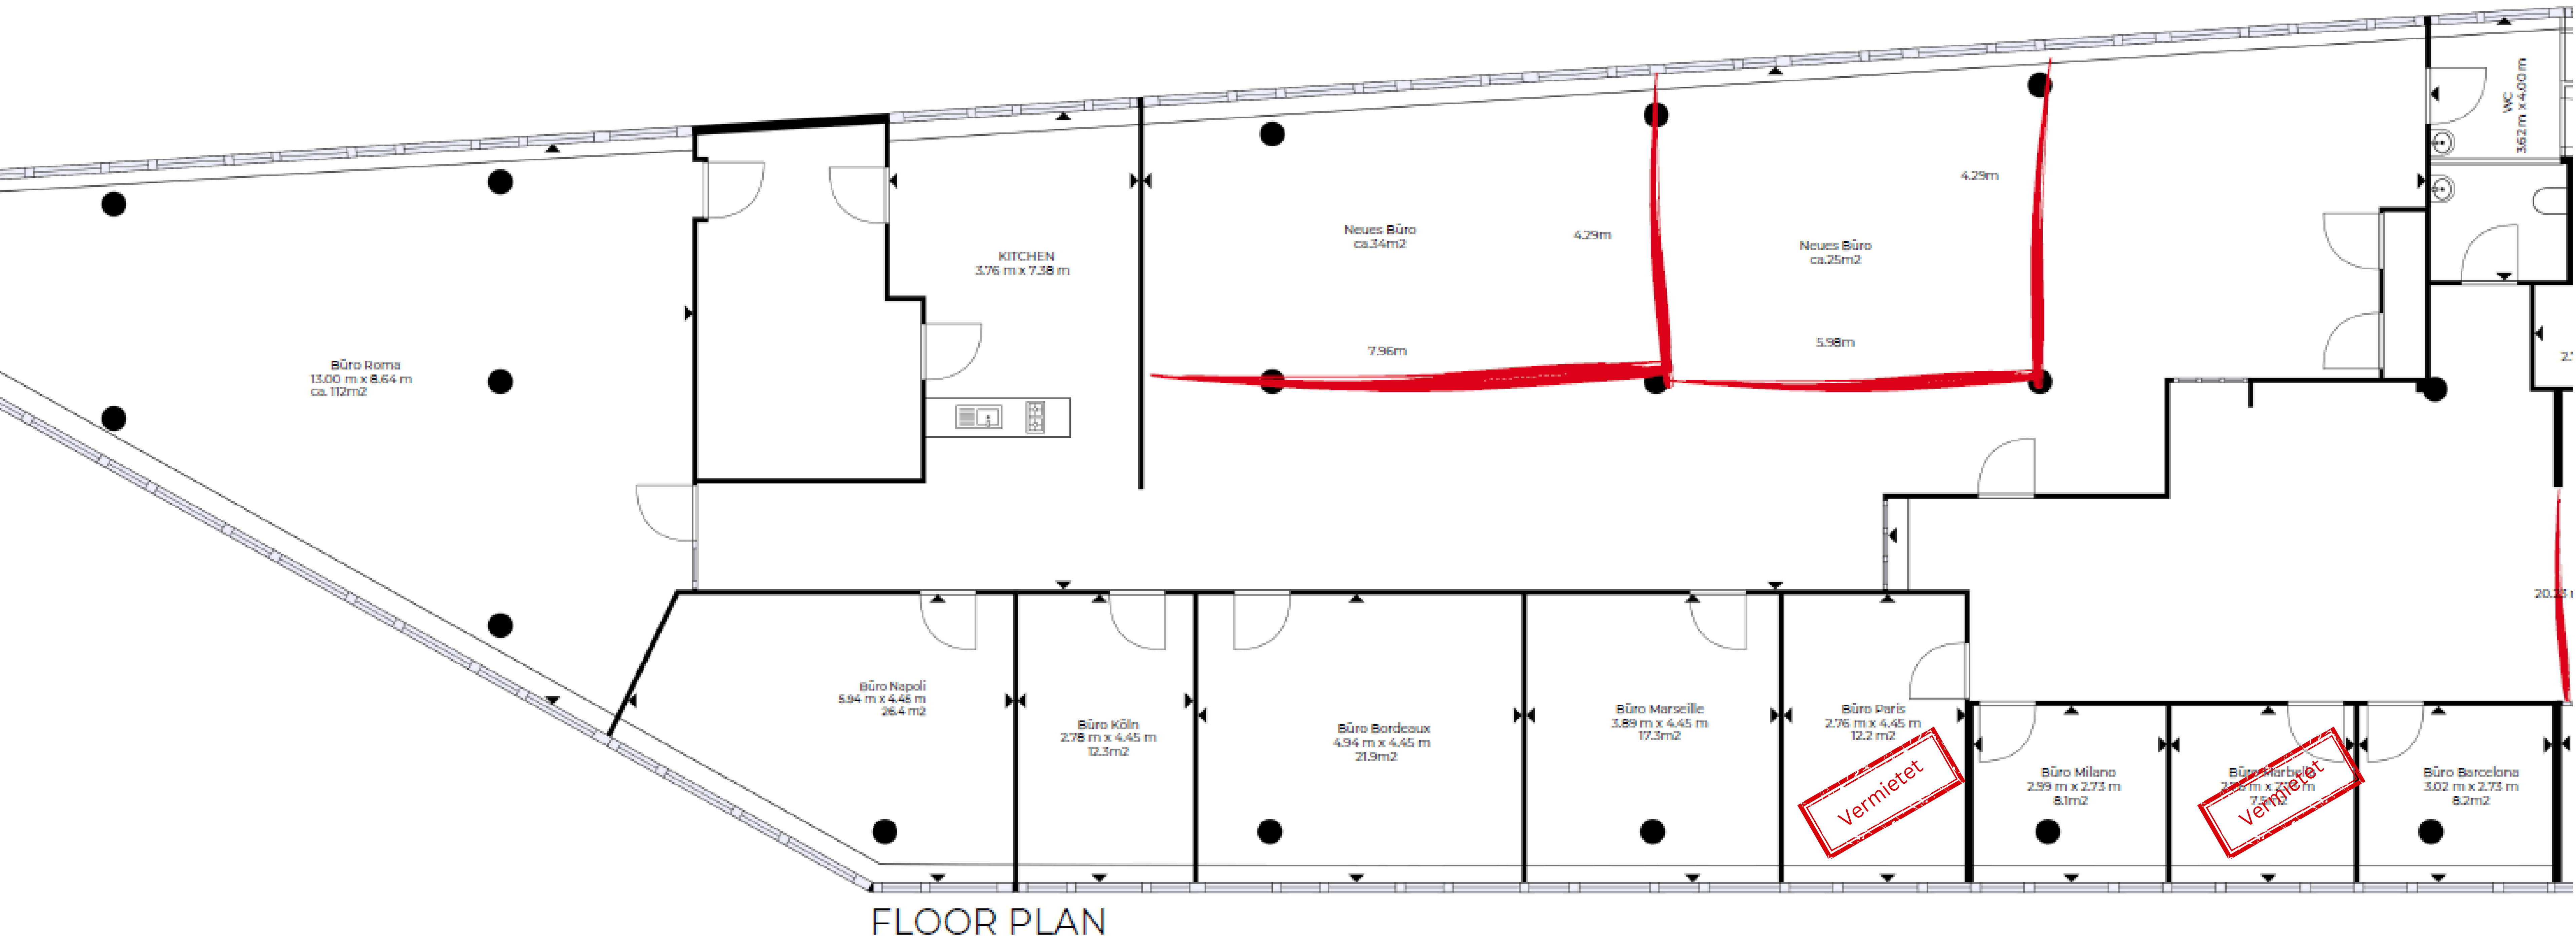 WC
3.62 m x 4.00 m
4.29m
Neues Büro
ca.34m2
4.29m
Neues Büro
ca.25m2
KITCHEN
3.76 m x 7.38 m
7.96m
5.98m
Büro Roma
13.00 m x 8.64 m
ca. 112m2
Büro Napoli
5.94 m x 4.45 m
26.4 m2
Büro Köln
2.78 m x 4.45 m
12.3m2
Büro Bordeaux
4.94 m x 4.45 m
21.9m2
Büro Marseille
3.89 m x 4.45 m
17.3m2
Büro Paris
2.76 m x 4.45 m
12.2 m2
Vermietet
Büro Milano
2.99 m x 2.73 m
8.1m2
Büro Marbella
Vermietet
Büro Barcelona
3.02 m x 2.73 m
8.2m2
FLOOR PLAN